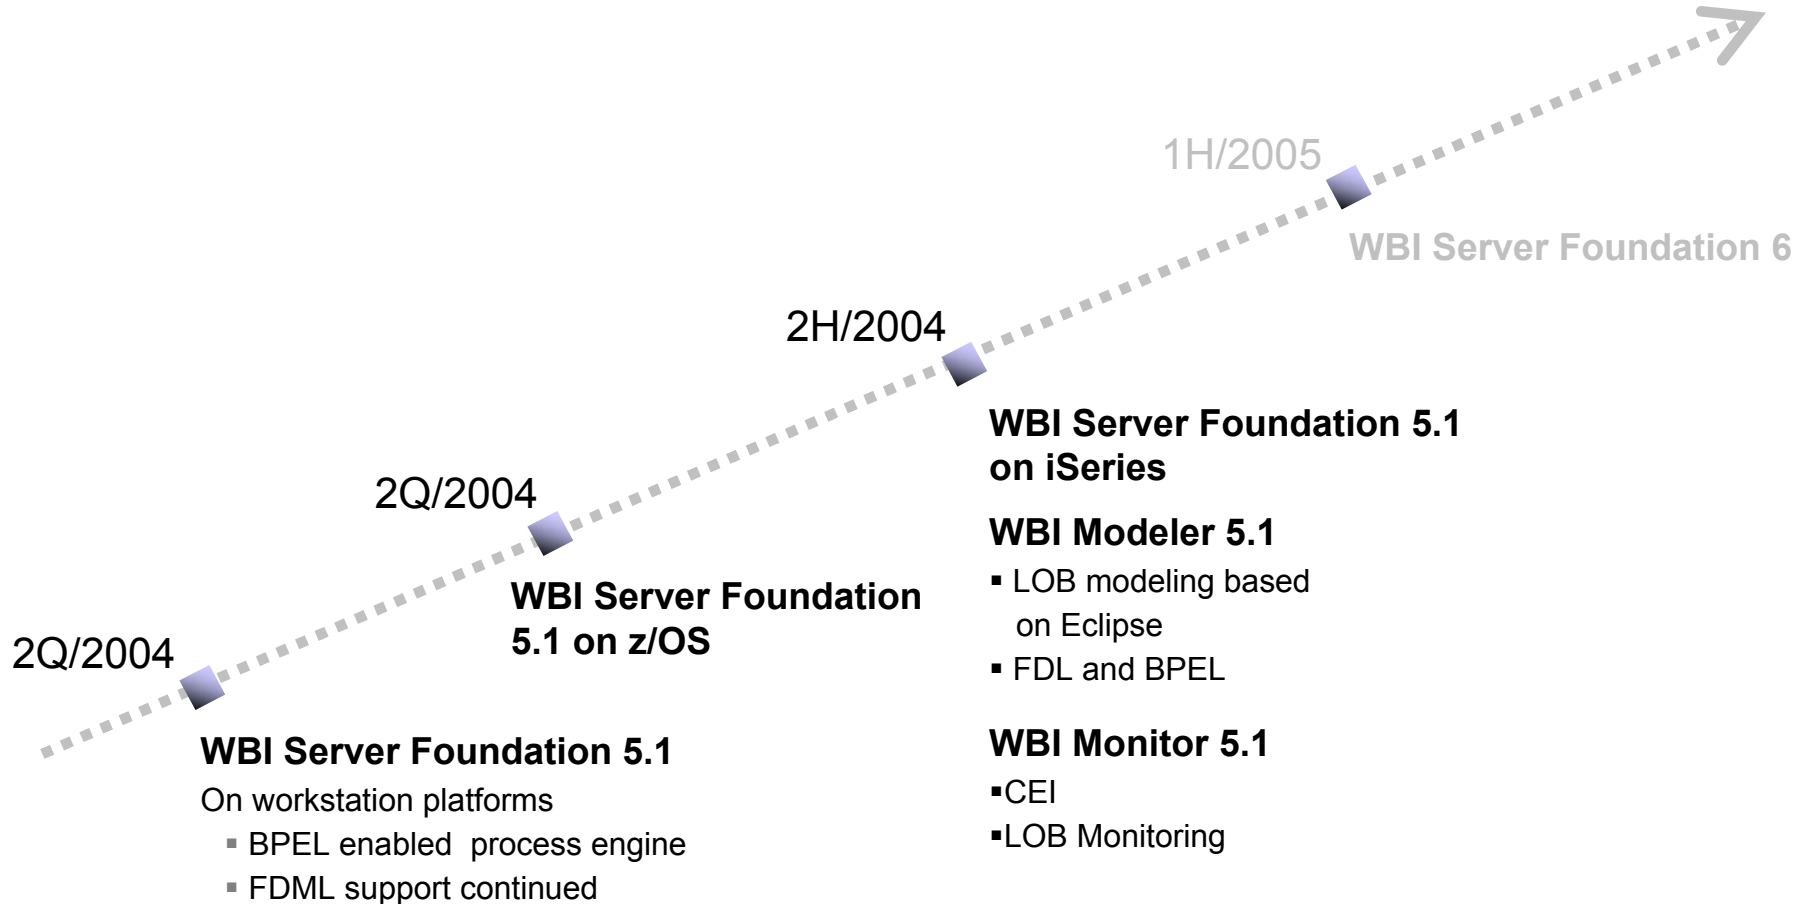 1H/2005
WBI Server Foundation 6
2H/2004
WBI Server Foundation 5.1
on iSeries
WBI Modeler 5.1
▪ LOB modeling based
on Eclipse
▪ FDL and BPEL
WBI Monitor 5.1
▪CEI
▪LOB Monitoring
2Q/2004
WBI Server Foundation
5.1 on z/OS
2Q/2004
WBI Server Foundation 5.1
On workstation platforms
▪ BPEL enabled process engine
▪ FDML support continued